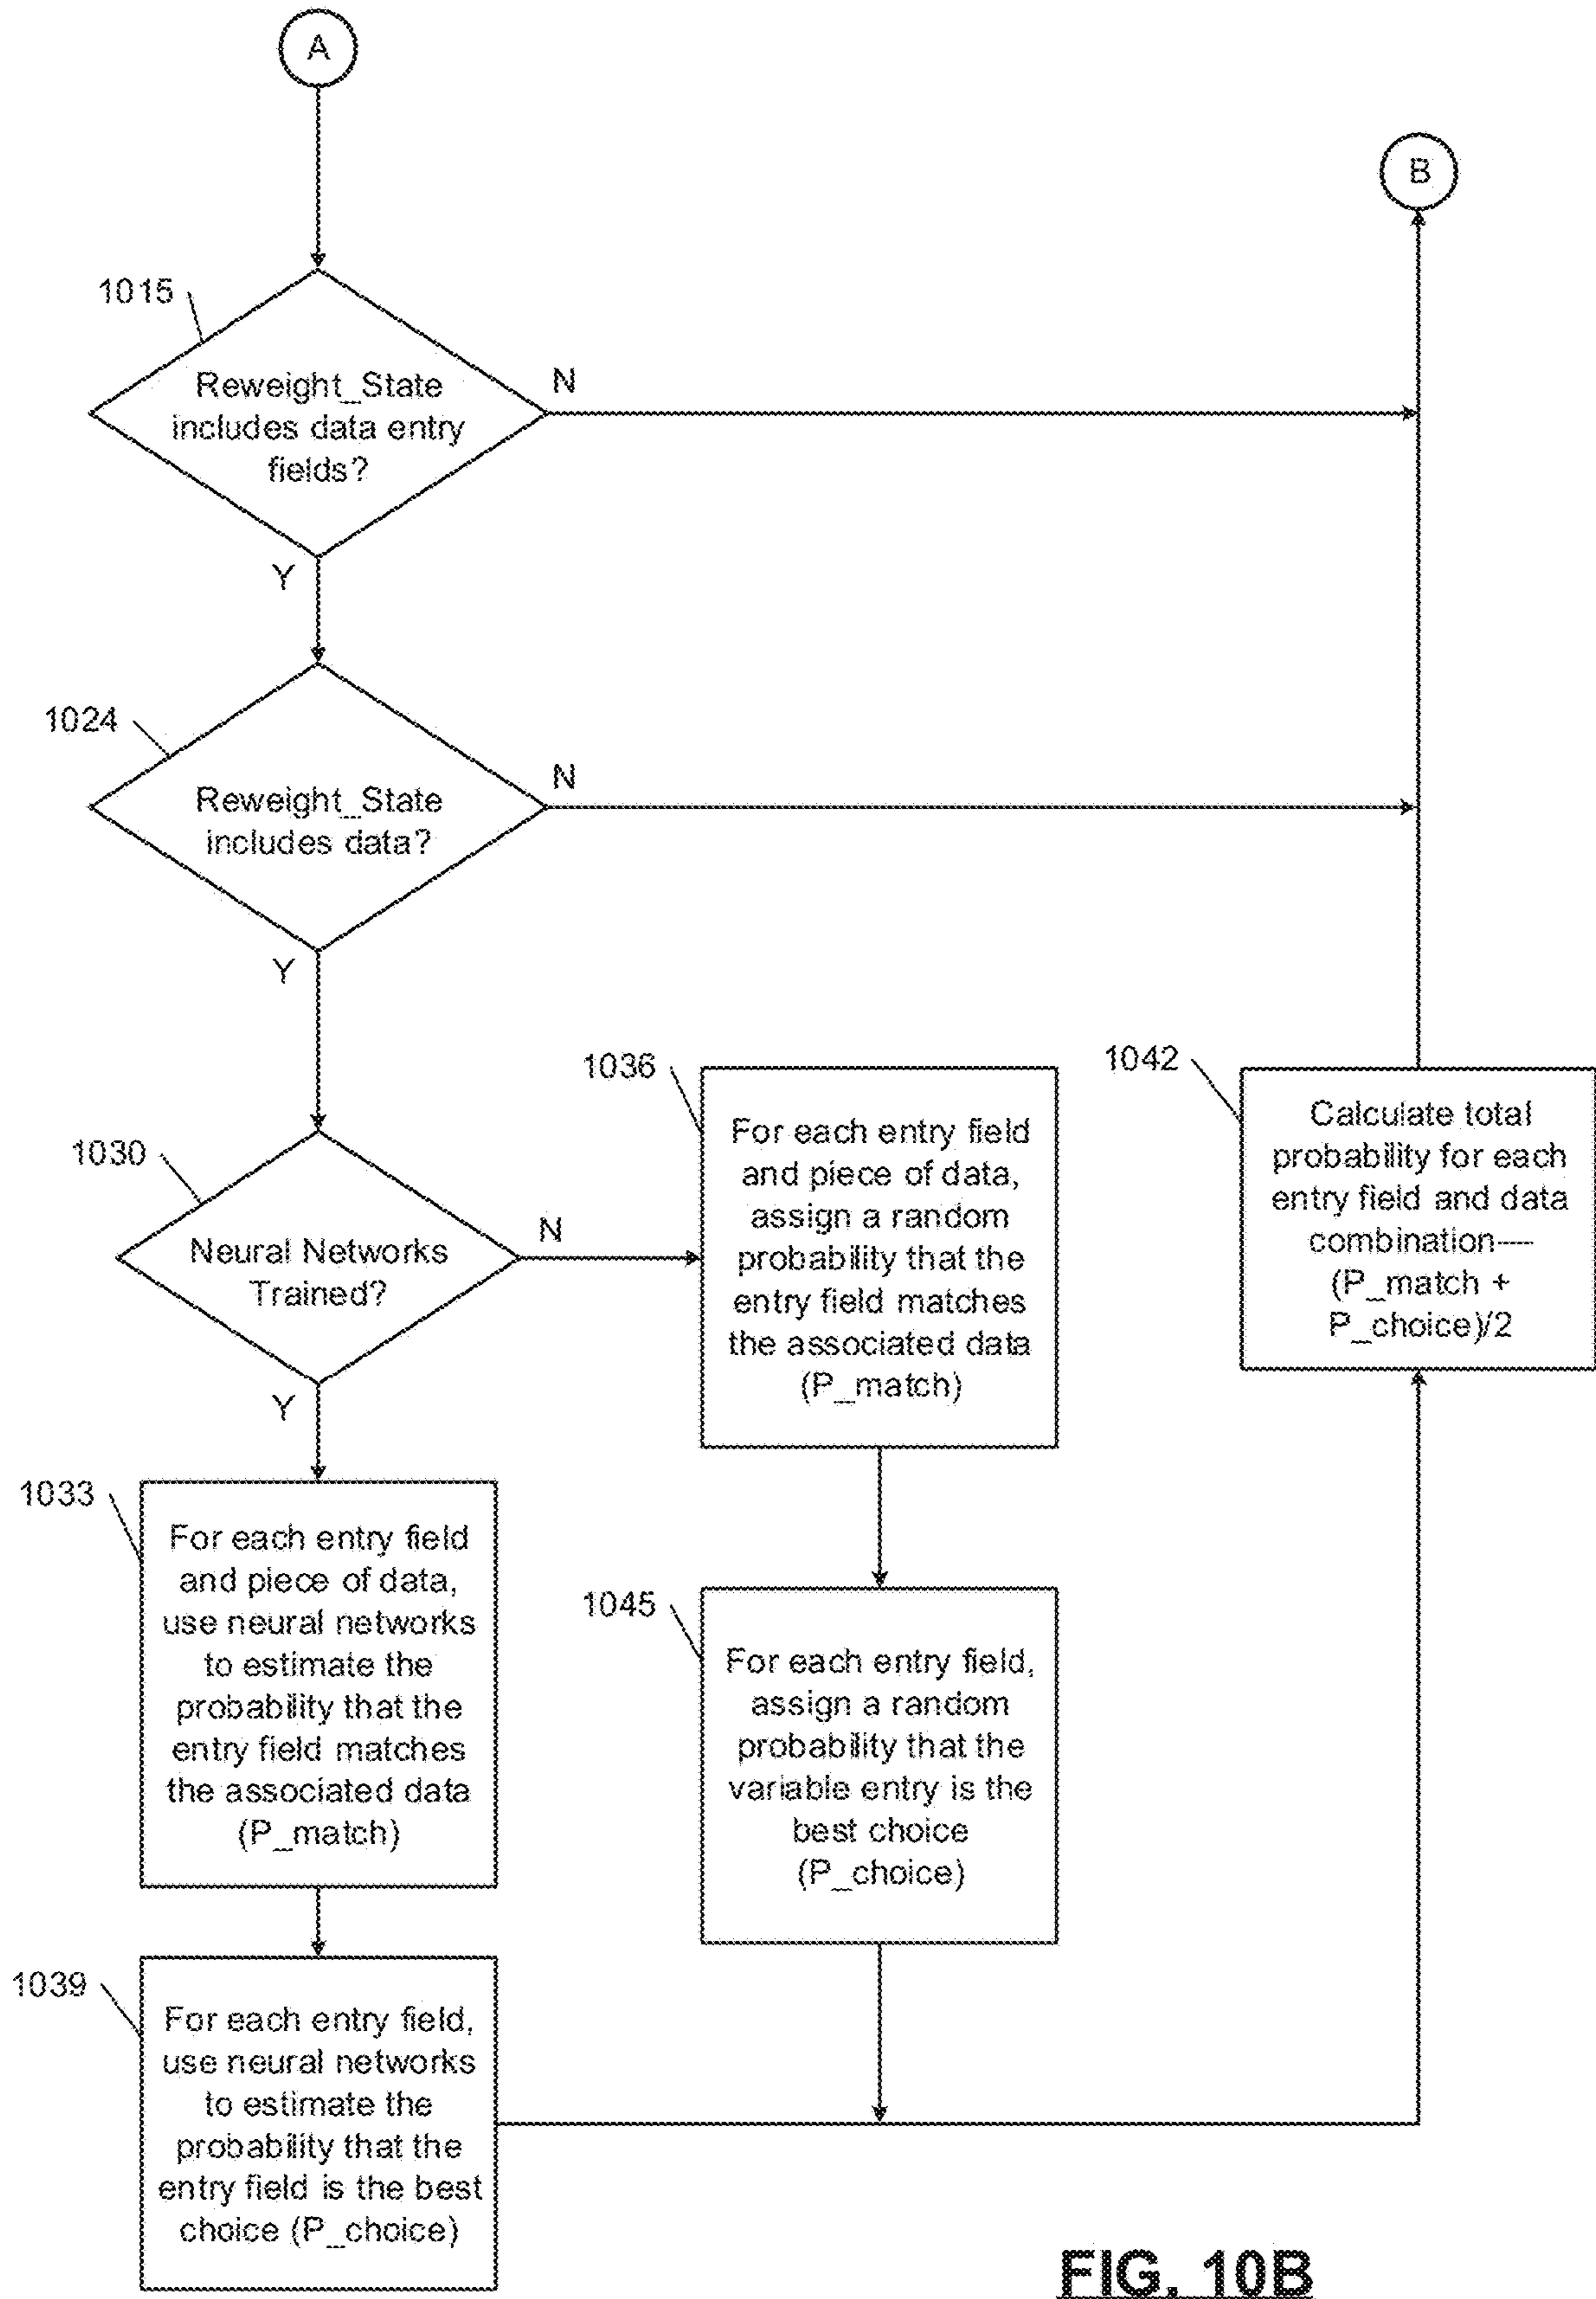 A
B
1015
Reweight_State
includes data entry
fields?
N
Y
1024
Reweight_State
includes data?
N
Y
1030
Neural Networks
Trained?
N
Y
1036
For each entry field
and piece of data,
assign a random
probability that the
entry field matches
the associated data
(P_match)
1042
Calculate total
probability for each
entry field and data
combination—
(P_match +
P_choice)/2
1033
For each entry field
and piece of data,
use neural networks
to estimate the
probability that the
entry field matches
the associated data
(P_match)
1045
For each entry field,
assign a random
probability that the
variable entry is the
best choice
(P_choice)
1039
For each entry field,
use neural networks
to estimate the
probability that the
entry field is the best
choice (P_choice)
FIG. 10B